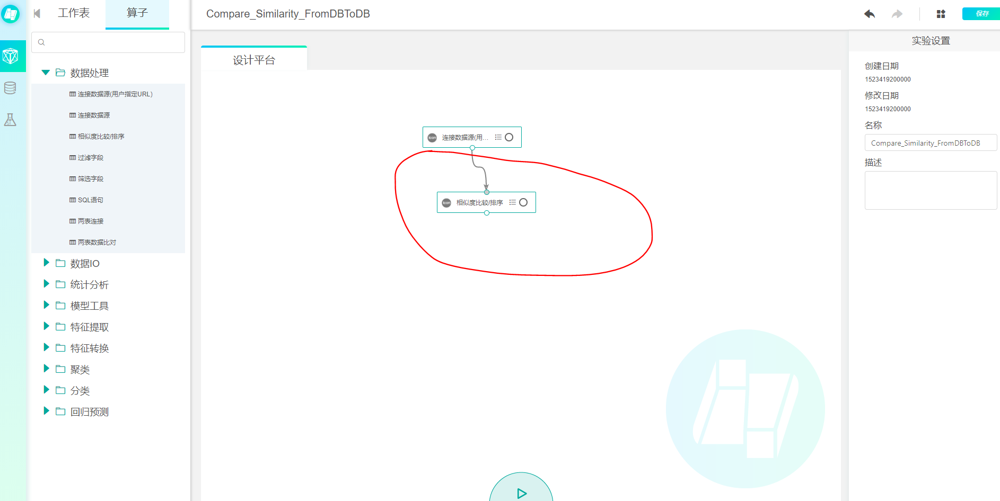 工作表
算子
Compare_Similarity_FromDBToDB
保存
数据处理
连接数据源(用户指定URL)
连接数据源
相似度比较/排序
过滤字段
筛选字段
SQL语句
两表连接
两表数据比对
数据IO
统计分析
模型工具
特征提取
特征转换
聚类
分类
回归预测
设计平台
icon 连接数据源(用...
icon 相似度比较/排序
实验设置
创建日期
1523419200000
修改日期
1523419200000
名称
Compare_Similarity_FromDBToDB
描述